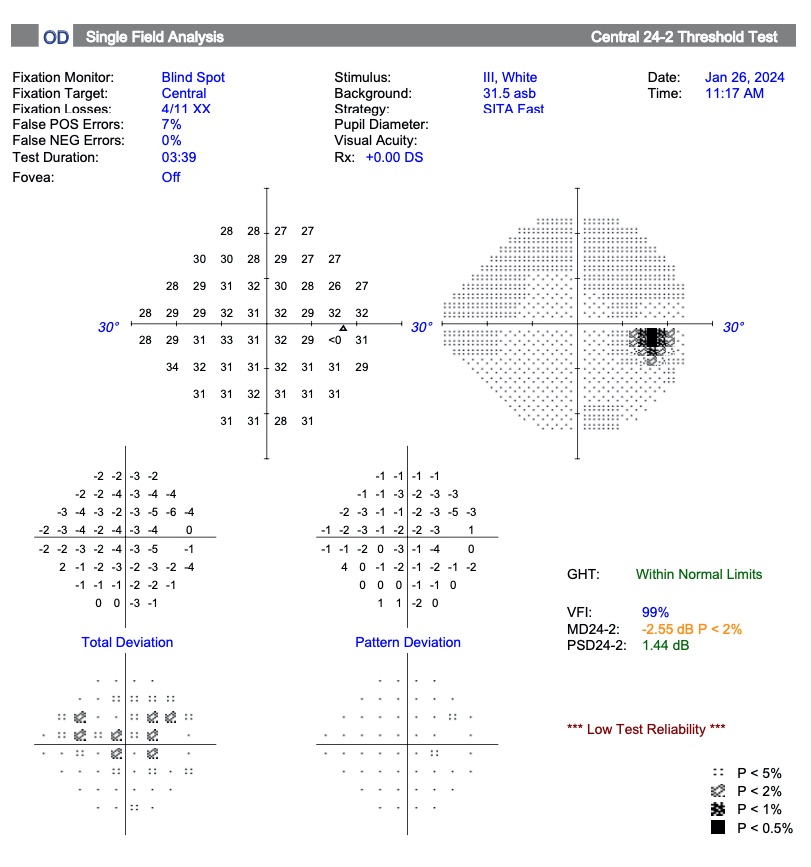 OD Single Field Analysis Central 24-2 Threshold Test
Fixation Monitor: Blind Spot Stimulus: III, White Date: Jan 26, 2024
Fixation Target: Central Background: 31.5 asb Time: 11:17 AM
Fixation Losses: 4/11 XX Strategy: SITA Fast
False POS Errors: 7% Pupil Diameter:
False NEG Errors: 0% Visual Acuity:
Test Duration: 03:39 Rx: +0.00 DS
Fovea: Off
28 28 27 27
30 30 28 29 27 27
28 29 31 32 30 28 26 27
28 29 29 32 31 32 29 32 32
30° 30° 30°
28 29 31 33 31 32 29 <0 31
34 32 31 31 32 31 31 29
31 31 32 31 31 31
31 31 28 31
-2 -2 -3 -2 -1 -1 -1 -1
-2 -2 -4 -3 -4 -4 -1 -1 -3 -2 -3 -3
-3 -4 -3 -2 -3 -5 -6 -4 -2 -3 -1 -1 -2 -3 -5 -3
-2 -3 -4 -2 -4 -3 -4 0 -1 -2 -3 -1 -2 -2 -3 1
-2 -2 -3 -2 -4 -3 -5 -1 -1 -1 -2 0 -3 -1 -4 0
2 -1 -2 -3 -2 -3 -2 -4 4 0 -1 -2 -1 -2 -1 -2
-1 -1 -1 -2 -2 -1 0 0 0 -1 -1 0
0 0 -3 -1 1 1 -2 0
Total Deviation Pattern Deviation
GHT: Within Normal Limits
VFI: 99%
MD24-2: -2.55 dB P < 2%
PSD24-2: 1.44 dB
*** Low Test Reliability ***
P < 5%
P < 2%
P < 1%
P < 0.5%